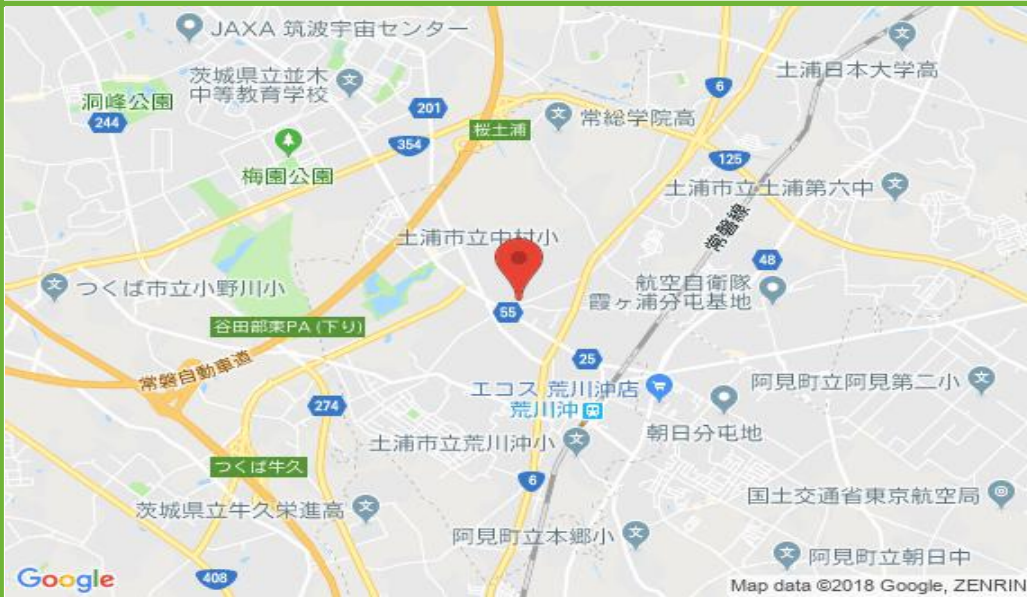 JAXA 筑波宇宙センター
土浦日本大学高
茨城県立並木
中等教育学校
6
洞峰公園
244
201
常総学院高
桜土浦
354
125
梅園公園
土浦市立土浦第六中
常磐線
土浦市立中村小
48
航空自衛隊
霞ヶ浦分屯基地
つくば市立小野川小
55
谷田部東PA (下り)
25
常磐自動車道
エコス 荒川沖店
阿見町立阿見第二小
274
荒川沖
朝日分屯地
土浦市立荒川沖小
つくば牛久
6
国土交通省東京航空局
茨城県立牛久栄進高
阿見町立本郷小
阿見町立朝日中
Google
408
Map data ©2018 Google, ZENRIN